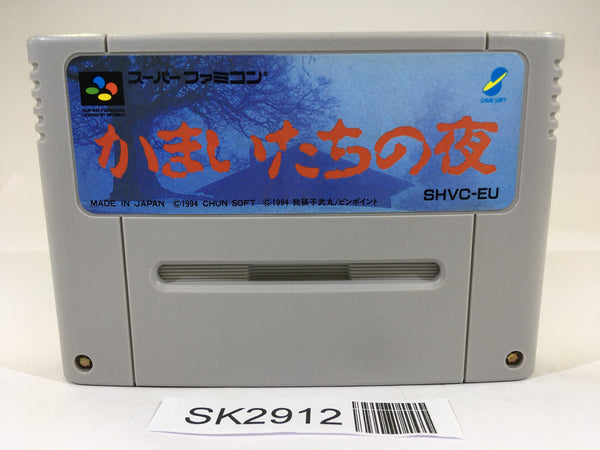 スーパーファミコン®
CHUN SOFT
かまいたちの夜
SHVC-EU
MADE IN JAPAN ©1994 CHUN SOFT ©1994 我孫子武丸/ピンポイント
SK2912